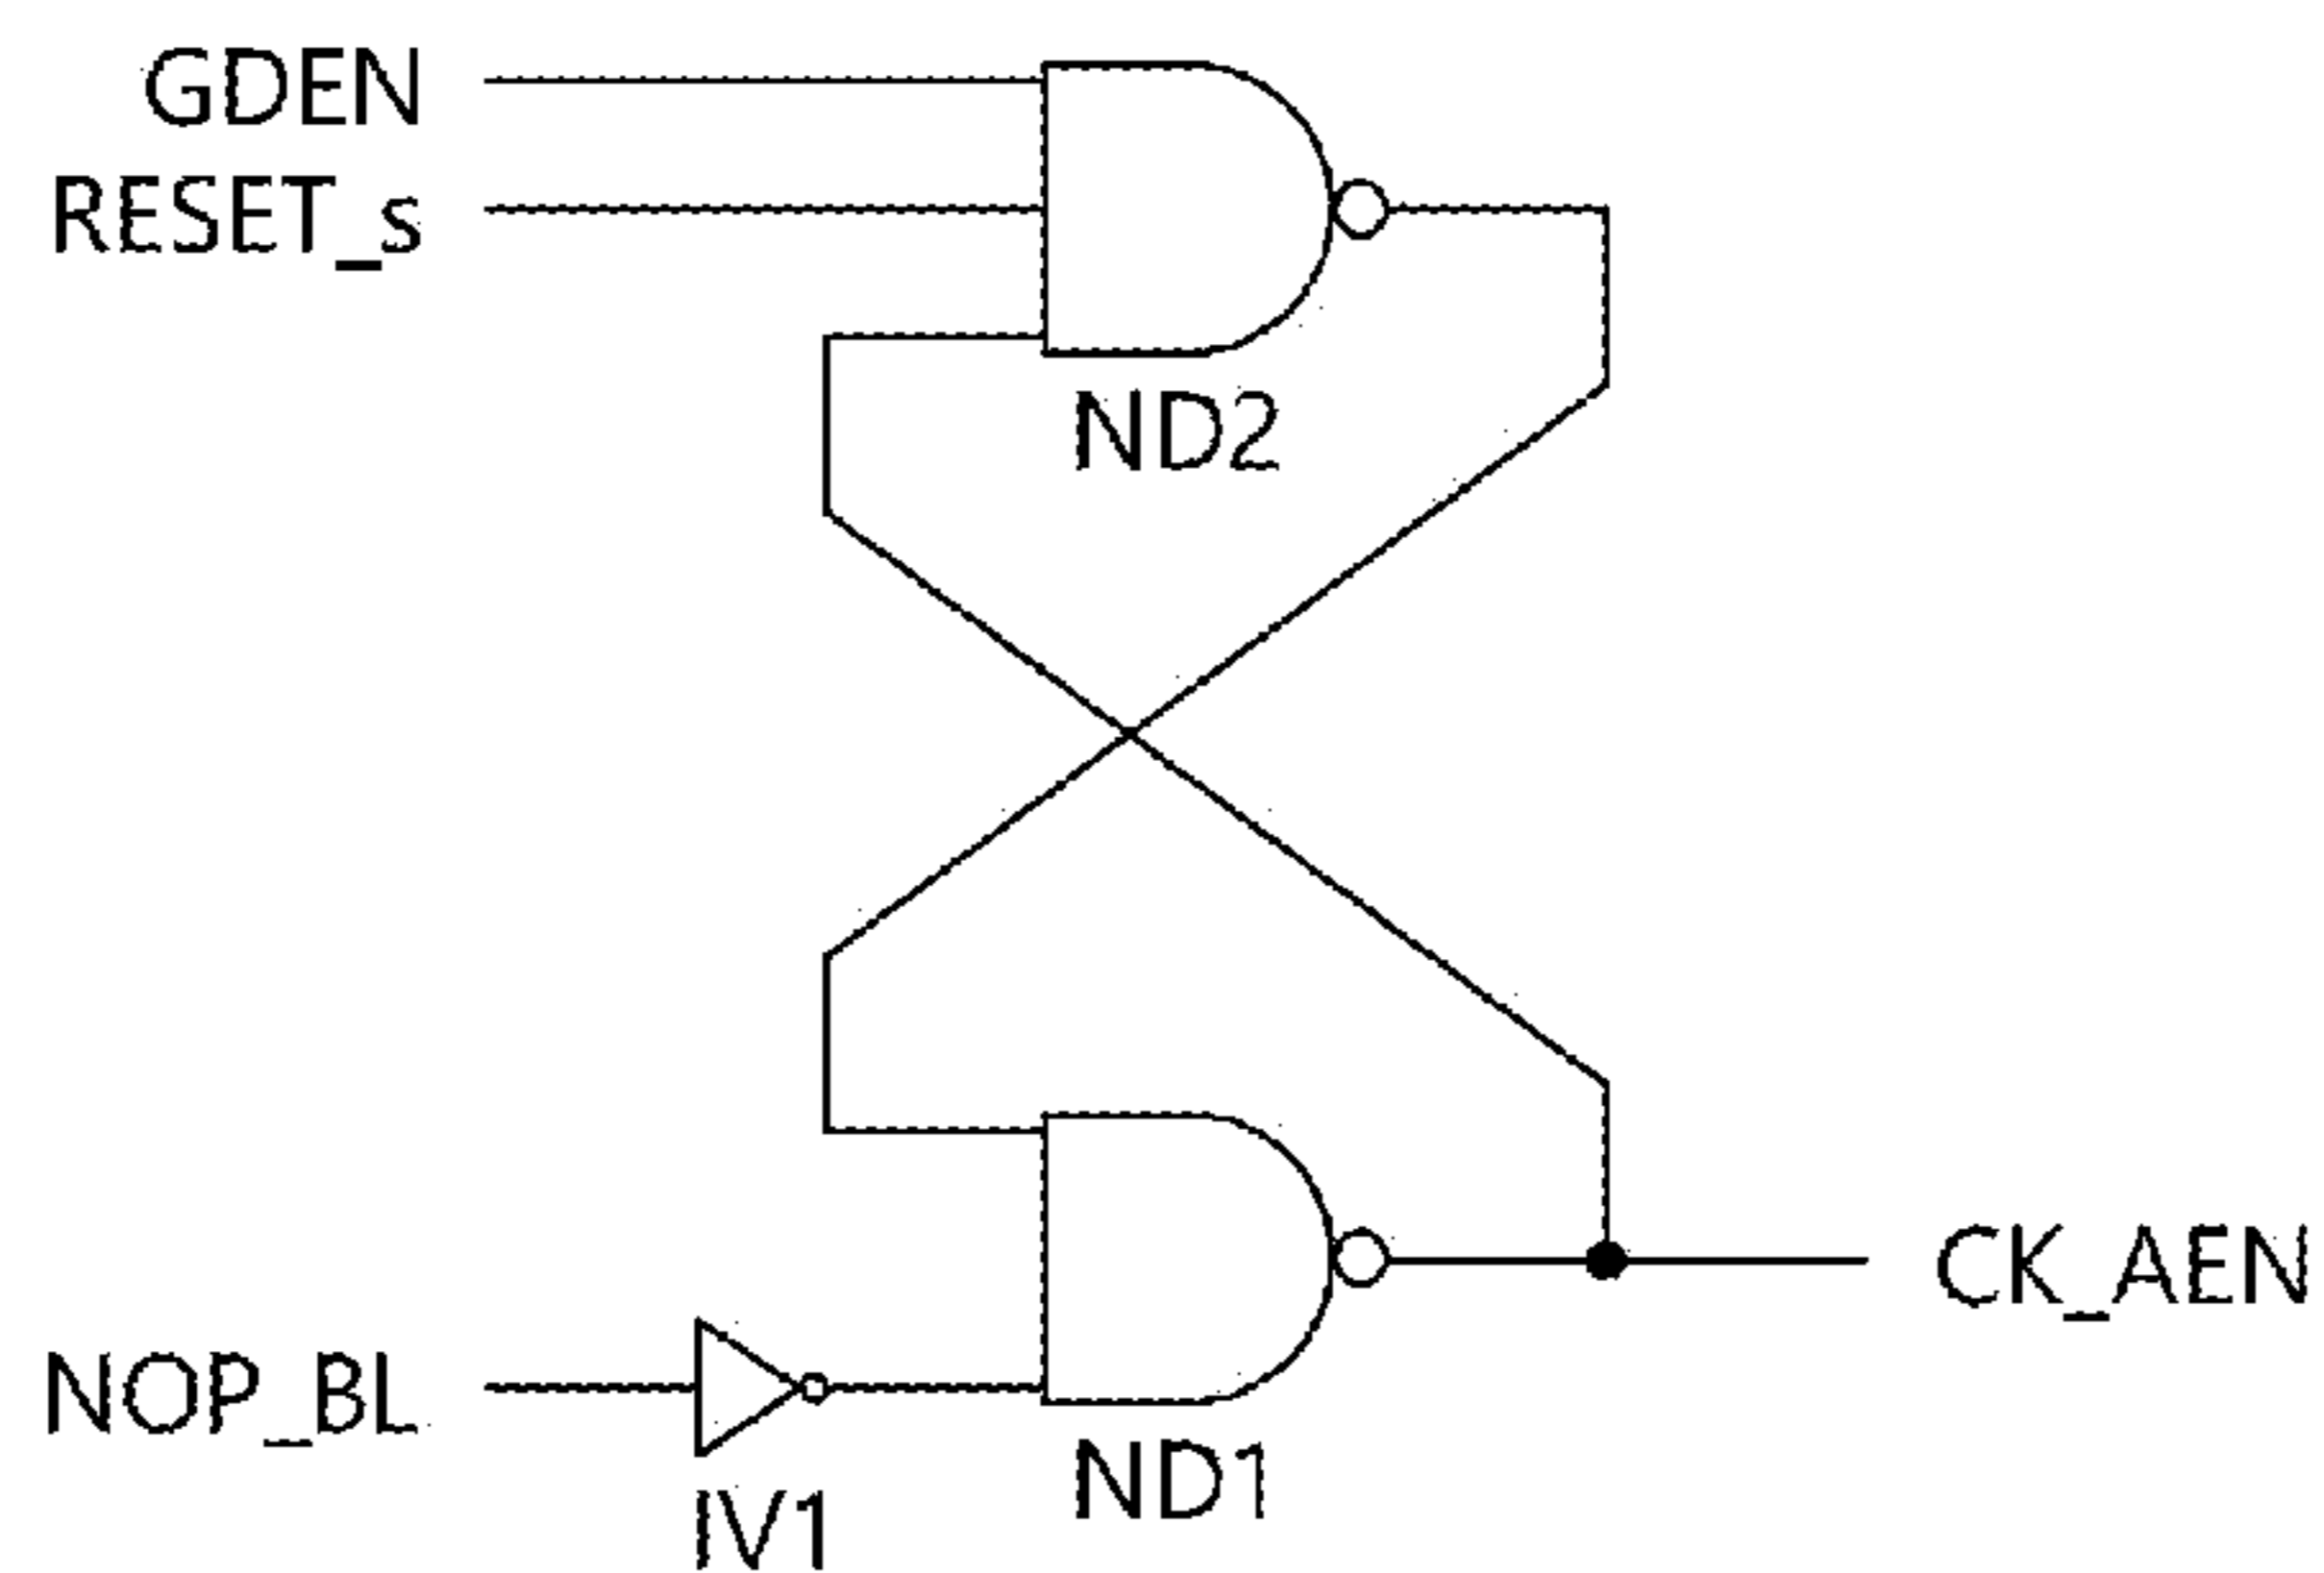 GDEN
RESET_s
ND2
CK_AEN
NOP_BL
ND1
IV1